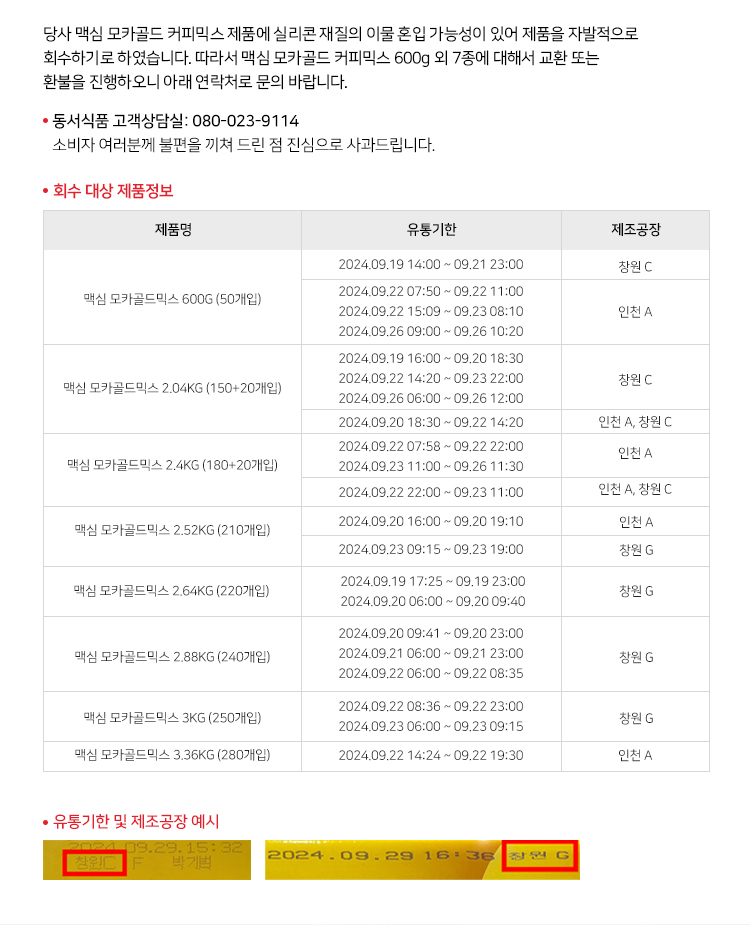 당사 맥심 모카골드 커피믹스 제품에 실리콘 재질의 이물 혼입 가능성이 있어 제품을 자발적으로
회수하기로 하였습니다. 따라서 맥심 모카골드 커피믹스 600g 외 7종에 대해서 교환 또는
환불을 진행하오니 아래 연락처로 문의 바랍니다.
• 동서식품 고객상담실: 080-023-9114
소비자 여러분께 불편을 끼쳐 드린 점 진심으로 사과드립니다.
• 회수 대상 제품정보
제품명 유통기한 제조공장
맥심 모카골드믹스 600G (50개입)
2024.09.19 14:00 ~ 09.21 23:00 창원 C
2024.09.22 07:50 ~ 09.22 11:00
2024.09.22 15:09 ~ 09.23 08:10 인천 A
2024.09.26 09:00 ~ 09.26 10:20
맥심 모카골드믹스 2.04KG (150+20개입)
2024.09.19 16:00 ~ 09.20 18:30
2024.09.22 14:20 ~ 09.23 22:00 창원 C
2024.09.26 06:00 ~ 09.26 12:00
2024.09.20 18:30 ~ 09.22 14:20 인천 A, 창원 C
맥심 모카골드믹스 2.4KG (180+20개입)
2024.09.22 07:58 ~ 09.22 22:00 인천 A
2024.09.23 11:00 ~ 09.26 11:30
2024.09.22 22:00 ~ 09.23 11:00 인천 A, 창원 C
맥심 모카골드믹스 2.52KG (210개입)
2024.09.20 16:00 ~ 09.20 19:10 인천 A
2024.09.23 09:15 ~ 09.23 19:00 창원 G
맥심 모카골드믹스 2.64KG (220개입)
2024.09.19 17:25 ~ 09.19 23:00 창원 G
2024.09.20 06:00 ~ 09.20 09:40
맥심 모카골드믹스 2.88KG (240개입)
2024.09.20 09:41 ~ 09.20 23:00
2024.09.21 06:00 ~ 09.21 23:00 창원 G
2024.09.22 06:00 ~ 09.22 08:35
맥심 모카골드믹스 3KG (250개입)
2024.09.22 08:36 ~ 09.22 23:00 창원 G
2024.09.23 06:00 ~ 09.23 09:15
맥심 모카골드믹스 3.36KG (280개입) 2024.09.22 14:24 ~ 09.22 19:30 인천 A
• 유통기한 및 제조공장 예시
2024.09.29.15:32
창원C F 박기범
2024.09.29 16:36 창원 G